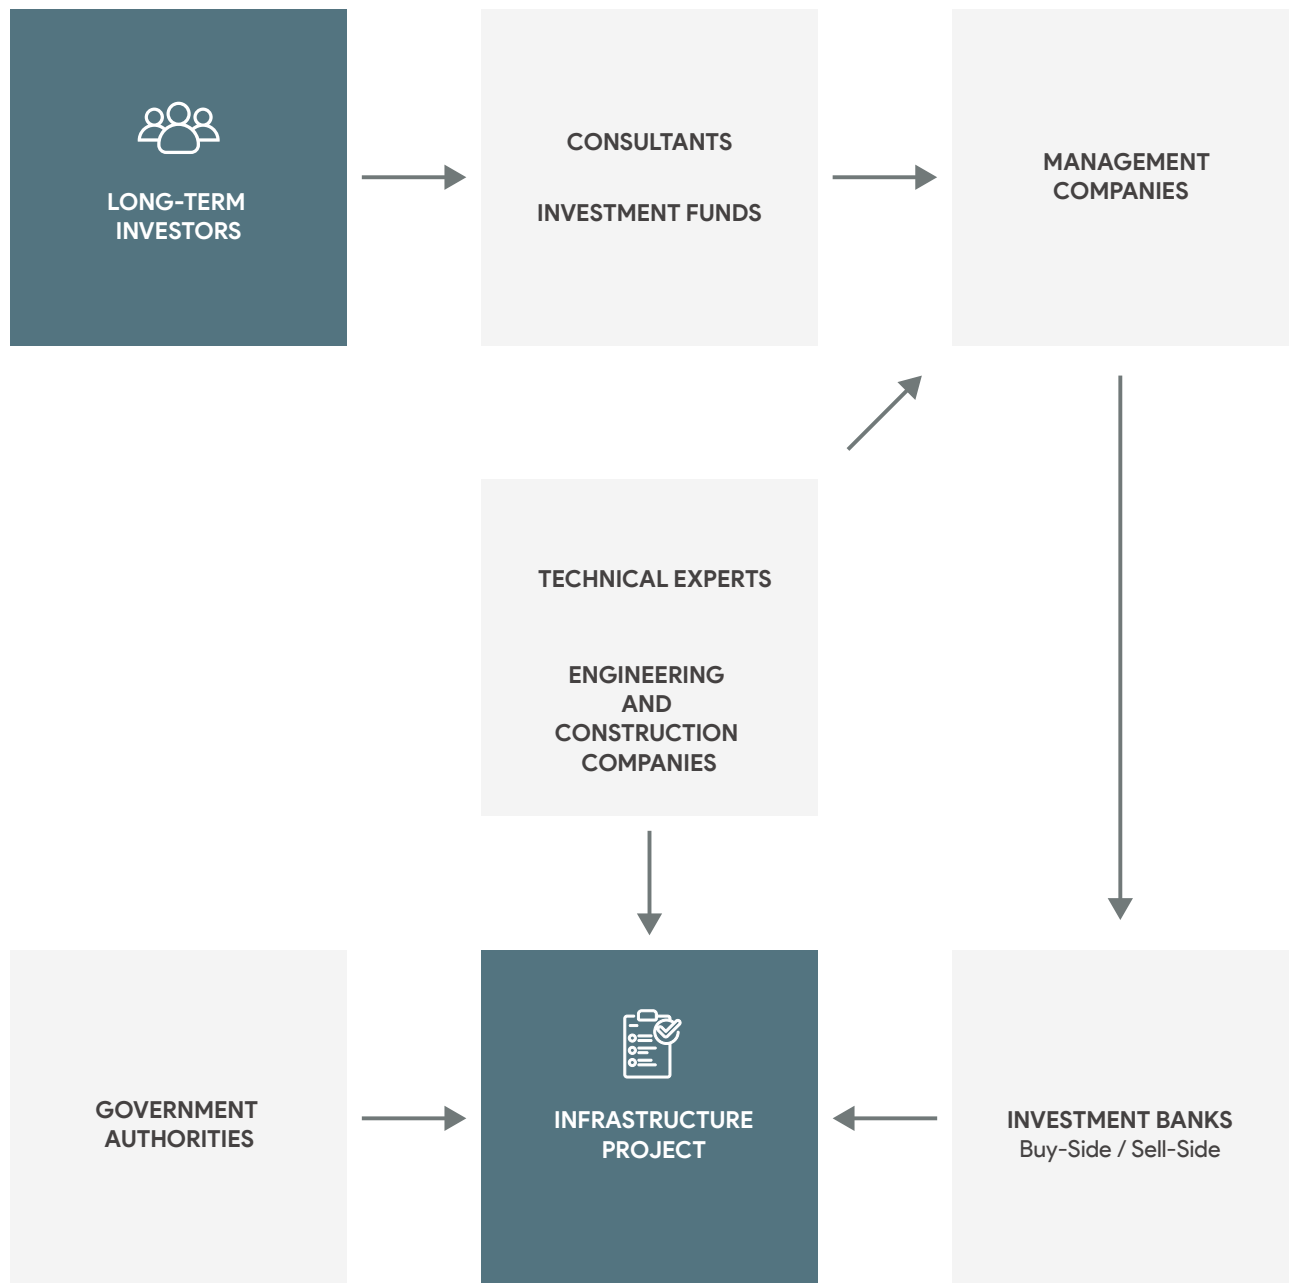 LONG-TERM
INVESTORS
CONSULTANTS
INVESTMENT FUNDS
MANAGEMENT
COMPANIES
TECHNICAL EXPERTS
ENGINEERING
AND
CONSTRUCTION
COMPANIES
GOVERNMENT
AUTHORITIES
INFRASTRUCTURE
PROJECT
INVESTMENT BANKS
Buy-Side / Sell-Side